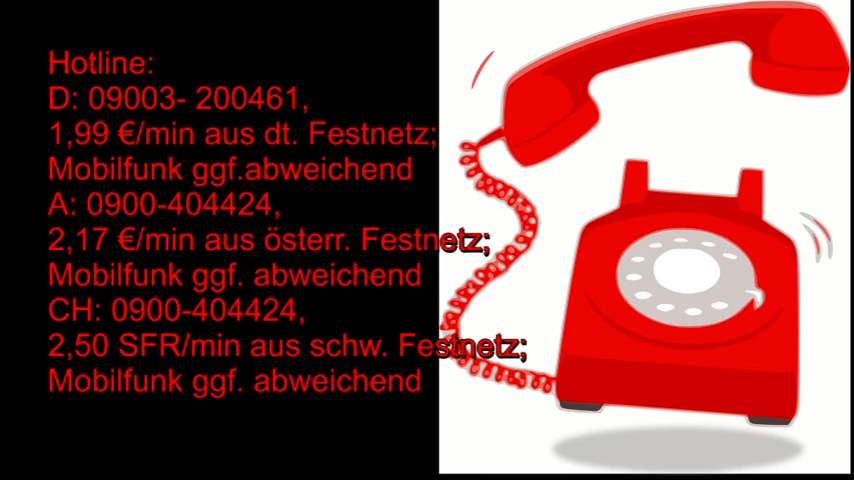 Hotline:
D: 09003- 200461,
1,99 €/min aus dt. Festnetz;
Mobilfunk ggf.abweichend
A: 0900-404424,
2,17 €/min aus österr. Festnetz;
Mobilfunk ggf. abweichend
CH: 0900-404424,
2,50 SFR/min aus schw. Festnetz;
Mobilfunk ggf. abweichend